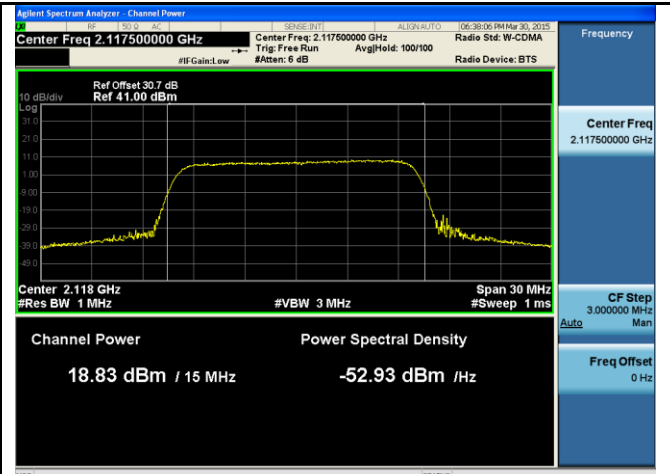 Agilent Spectrum Analyzer - Channel Power
RF 50 Ω AC SENSE:INT ALIGNAUTO 06:38:06 PM Mar 30, 2015
Center Freq 2.117500000 GHz
Center Freq: 2.117500000 GHz
Radio Std: W-CDMA
Trig: Free Run Avg|Hold: 100/100
#IFGain:Low
#Atten: 6 dB
Radio Device: BTS
Frequency
Ref Offset 30.7 dB
10 dB/div Ref 41.00 dBm
Log
31.0
21.0
11.0
1.00
-9.00
-19.0
-29.0
-39.0
-49.0
Center 2.118 GHz Span 30 MHz
#Res BW 1 MHz #VBW 3 MHz #Sweep 1 ms
Channel Power Power Spectral Density
18.83 dBm / 15 MHz -52.93 dBm /Hz
Center Freq
2.117500000 GHz
CF Step
3.000000 MHz
Auto Man
Freq Offset
0 Hz